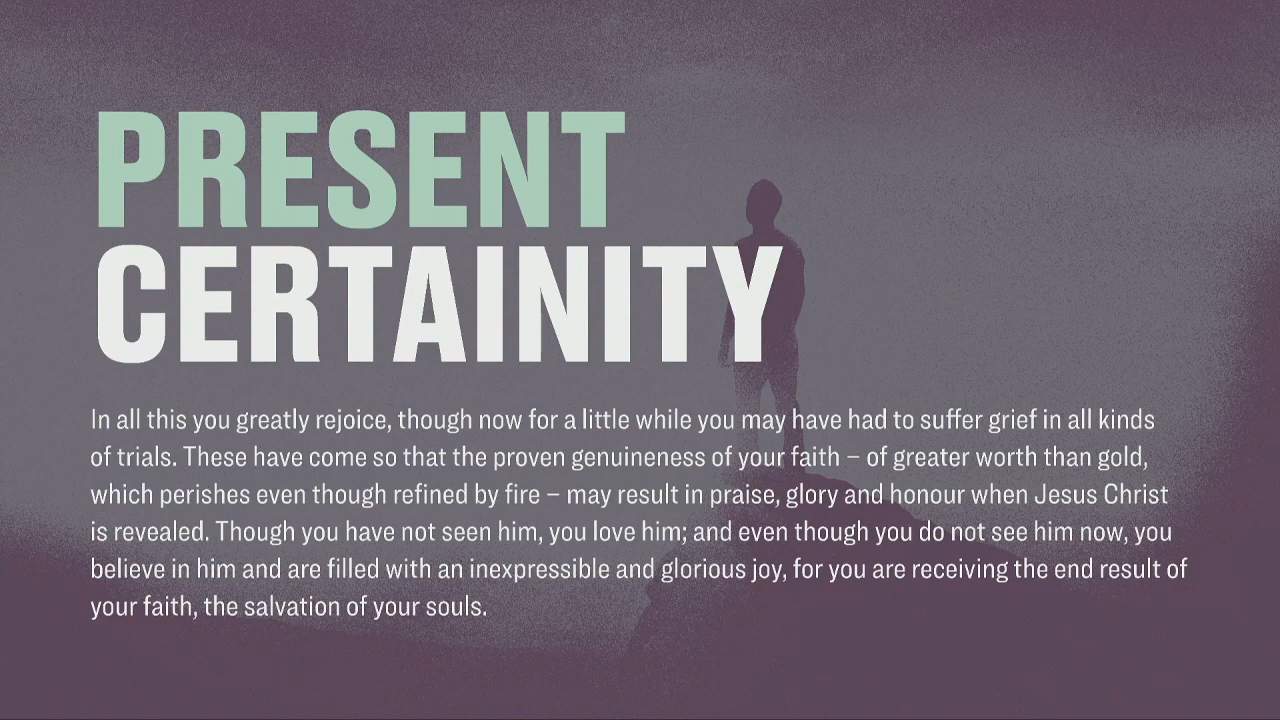 PRESENT
CERTAINITY
In all this you greatly rejoice, though now for a little while you may have had to suffer grief in all kinds
of trials. These have come so that the proven genuineness of your faith – of greater worth than gold,
which perishes even though refined by fire – may result in praise, glory and honour when Jesus Christ
is revealed. Though you have not seen him, you love him; and even though you do not see him now, you
believe in him and are filled with an inexpressible and glorious joy, for you are receiving the end result of
your faith, the salvation of your souls.